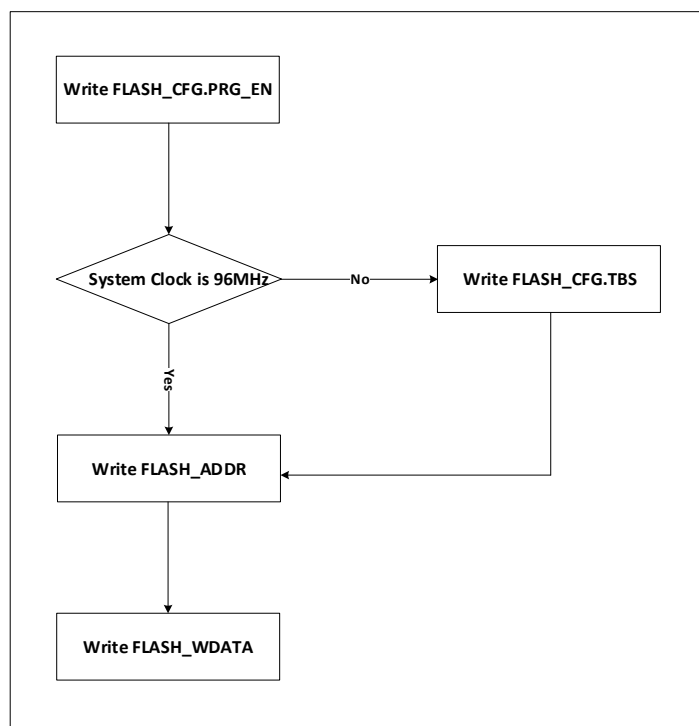 Write FLASH_CFG.PRG_EN
System Clock is 96MHz
No
Write FLASH_CFG.TBS
Yes
Write FLASH_ADDR
Write FLASH_WDATA